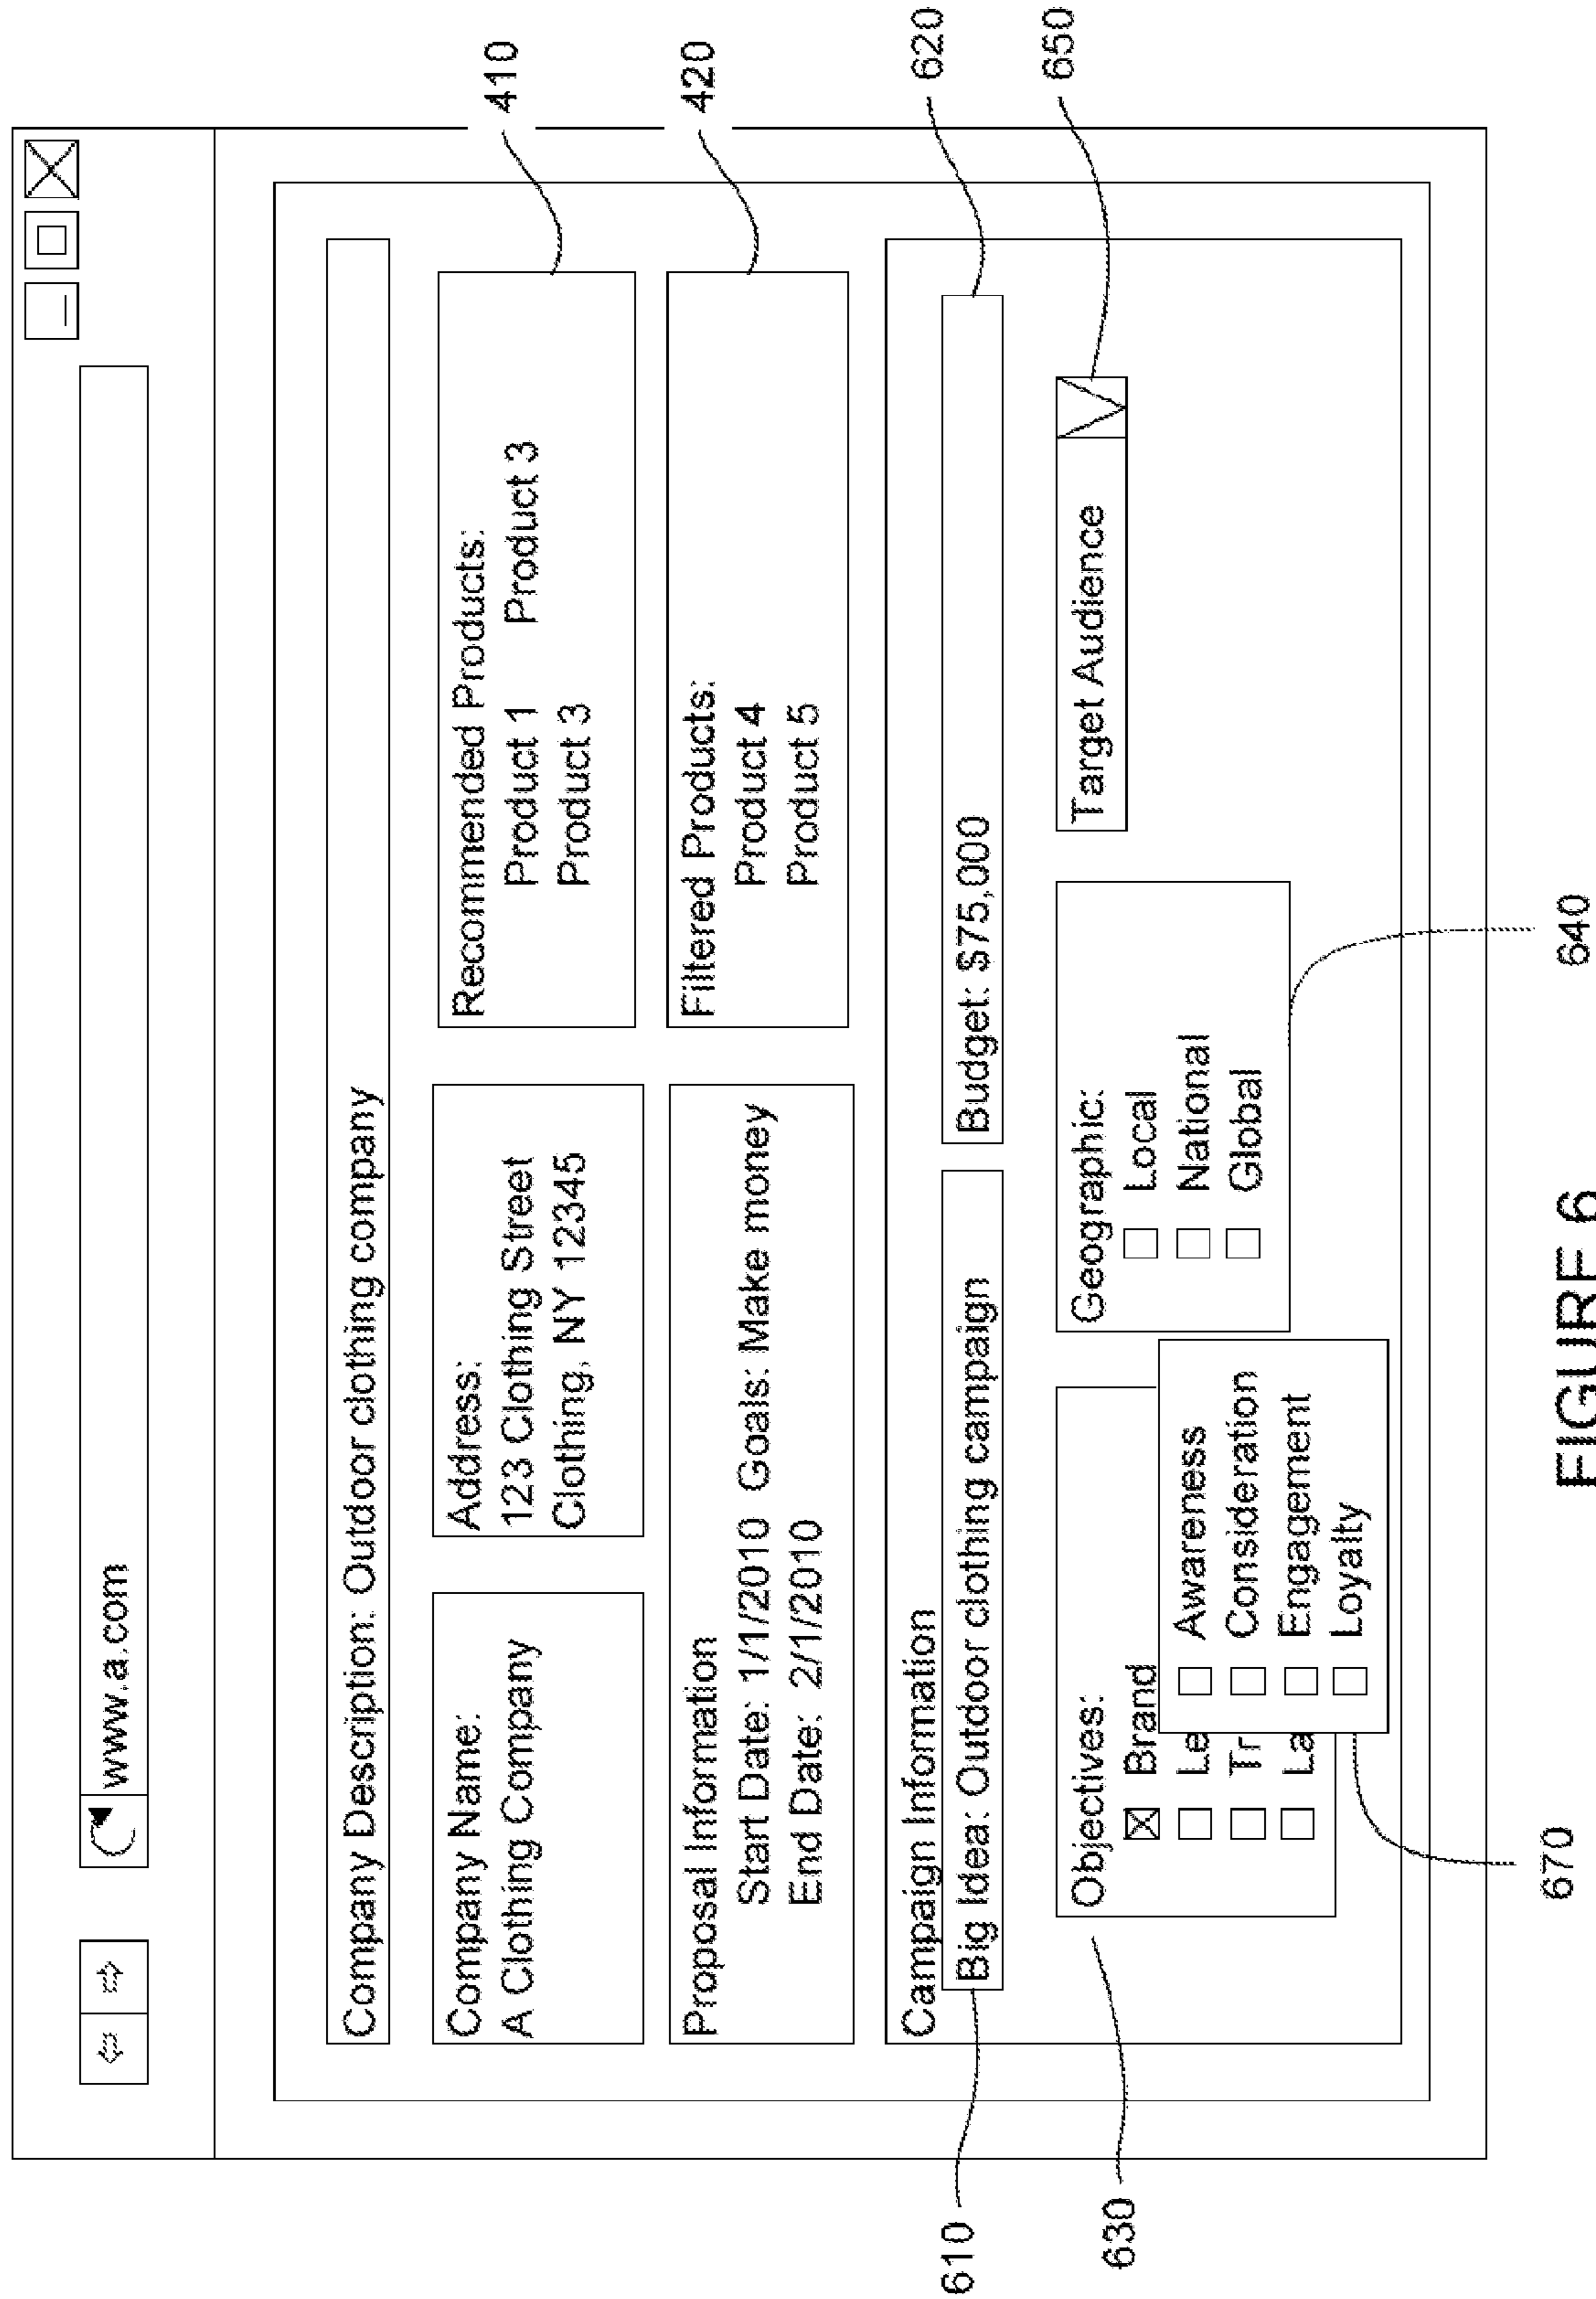 www.a.com
Company Description: Outdoor clothing company
Company Name:
A Clothing Company
Address:
123 Clothing Street
Clothing, NY 12345
Recommended Products:
Product 1 Product 3
Product 3
410
Proposal Information
Start Date: 1/1/2010 Goals: Make money
End Date: 2/1/2010
Filtered Products:
Product 4
Product 5
420
Campaign Information
610
Big Idea: Outdoor clothing campaign
Budget: $75,000
620
630
Objectives:
Brand
Le
Tr
La
Awareness
Consideration
Engagement
Loyalty
670
Geographic:
Local
National
Global
640
Target Audience
650
FIGURE 6